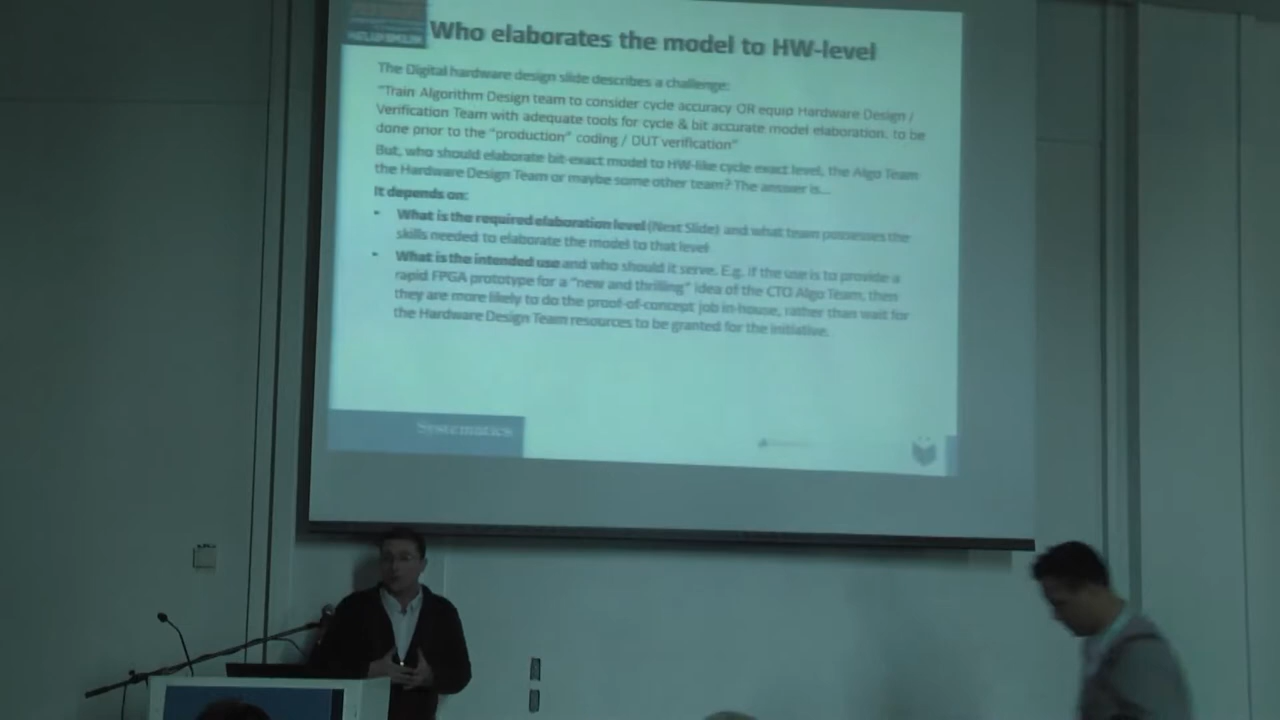 Who elaborates the model to HW-level
The Digital hardware design slide describes a challenge:
"Train Algorithm Design team to consider cycle accuracy OR equip Hardware Design /
Verification Team with adequate tools for cycle & bit accurate model elaboration, to be
done prior to the "production" coding / DUT verification"
But, who should elaborate bit-exact model to HW-like cycle exact level, the Algo Team
the Hardware Design Team or maybe some other team? The answer is...
It depends on:
• What is the required elaboration level (Next Slide) and what team possesses the
skills needed to elaborate the model to that level
• What is the intended use and who should it serve. E.g. if the use is to provide a
rapid FPGA prototype for a "new and thrilling" idea of the CTO Algo Team, then
they are more likely to do the proof-of-concept job in-house, rather than wait for
the Hardware Design Team resources to be granted for the initiative.
Systematics